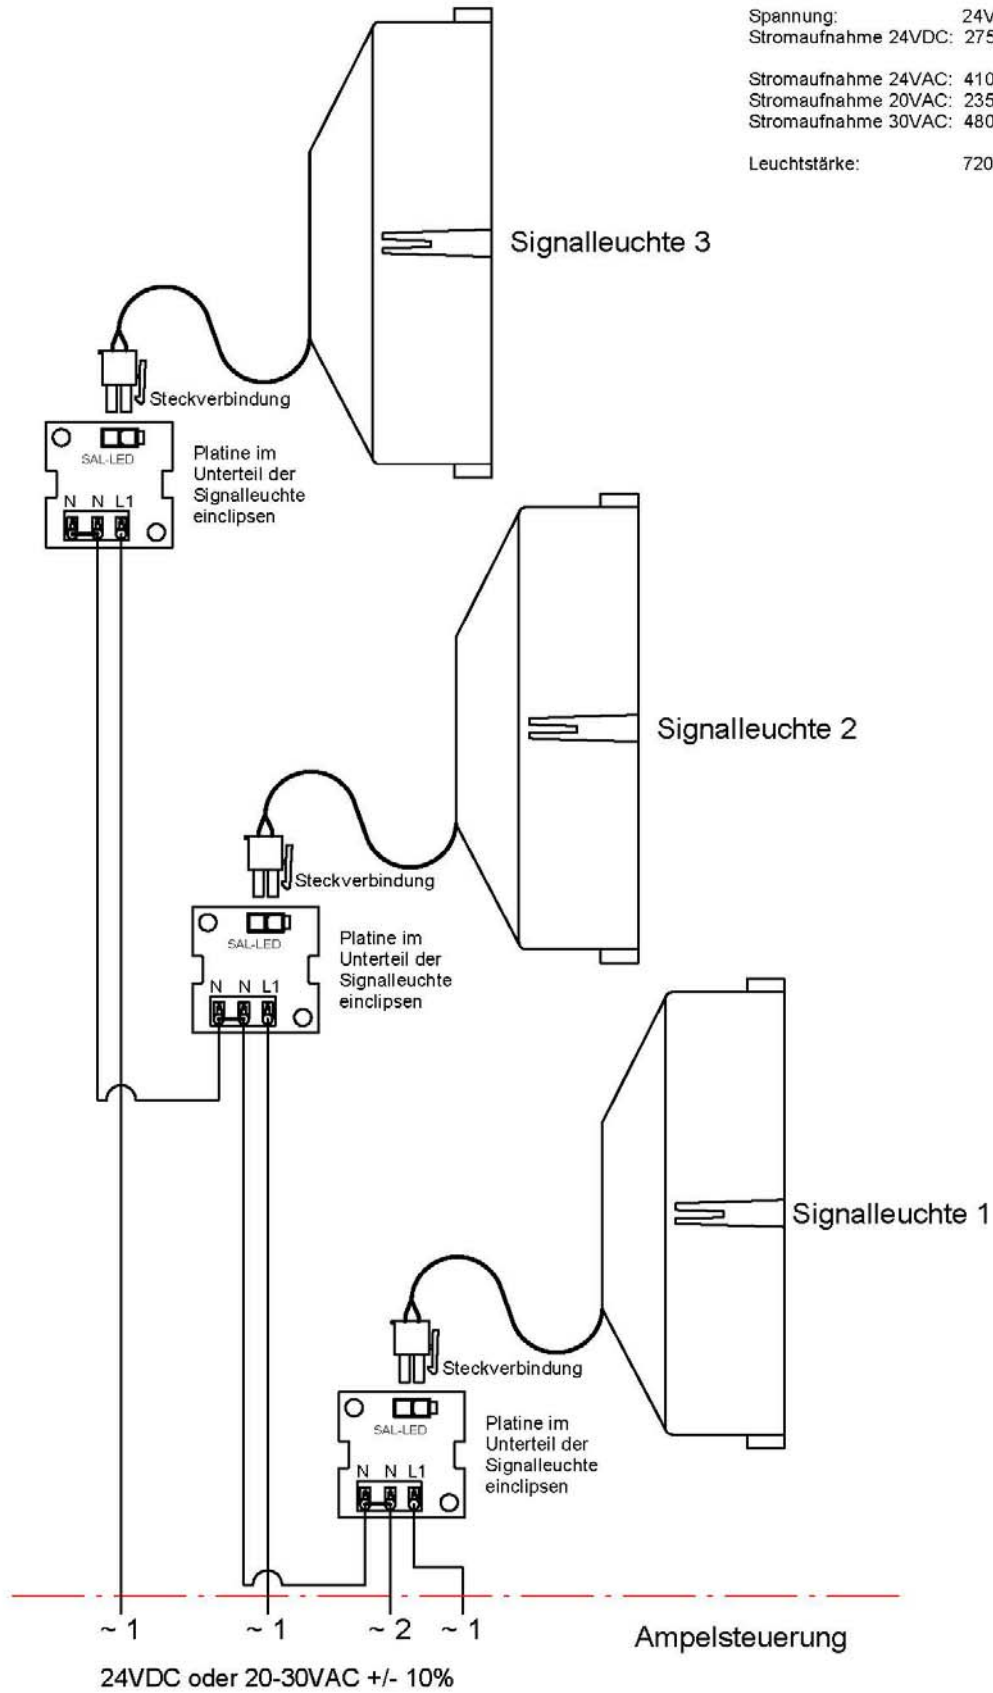 Spannung: 24V
Stromaufnahme 24VDC: 275
Stromaufnahme 24VAC: 410
Stromaufnahme 20VAC: 235
Stromaufnahme 30VAC: 480
Leuchtstärke: 720
Signalleuchte 3
Steckverbindung
SAL-LED
Platine im
Unterteil der
Signalleuchte
einclipsen
N N L1
Signalleuchte 2
Steckverbindung
SAL-LED
Platine im
Unterteil der
Signalleuchte
einclipsen
N N L1
Signalleuchte 1
Steckverbindung
SAL-LED
Platine im
Unterteil der
Signalleuchte
einclipsen
N N L1
~ 1 ~ 1 ~ 2 ~ 1
Ampelsteuerung
24VDC oder 20-30VAC +/- 10%